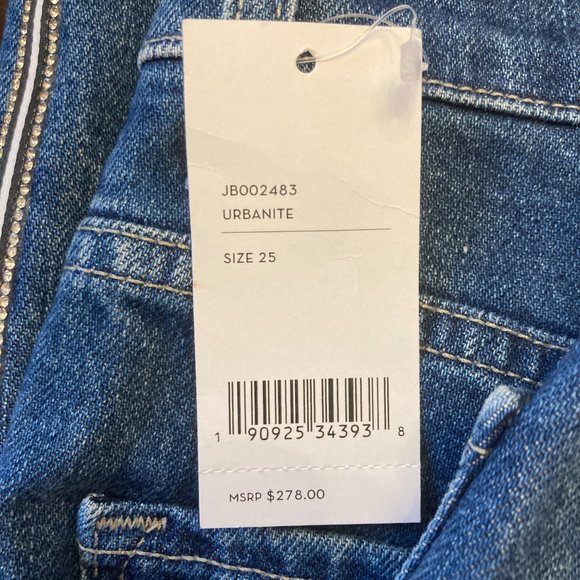 JB002483
URBANITE
SIZE 25
1 90925 34393 8
MSRP $278.00